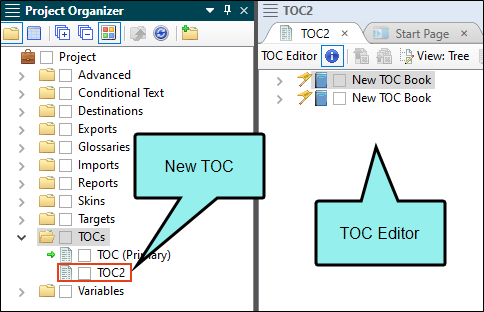 Project Organizer
Project
Advanced
Conditional Text
Destinations
Exports
Glossaries
Imports
Reports
Skins
Targets
TOCs
TOC (Primary)
TOC2
Variables
New TOC
TOC2
TOC2
Start Page
TOC Editor
View: Tree
New TOC Book
New TOC Book
TOC Editor